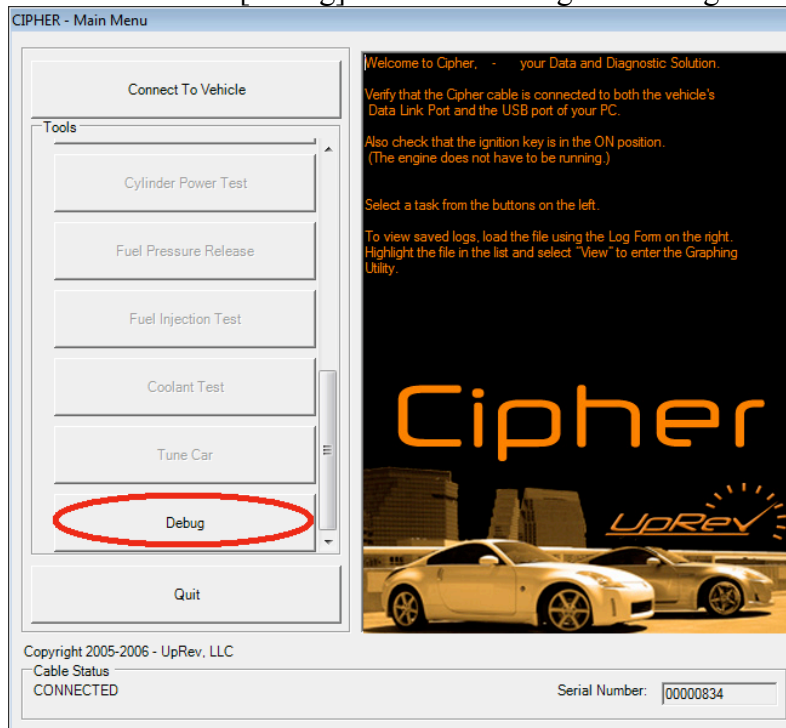 CIPHER - Main Menu
Connect To Vehicle
Tools
Cylinder Power Test
Fuel Pressure Release
Fuel Injection Test
Coolant Test
Tune Car
Debug
Quit
Welcome to Cipher, - your Data and Diagnostic Solution.
Verify that the Cipher cable is connected to both the vehicle's
Data Link Port and the USB port of your PC.
Also check that the ignition key is in the ON position.
(The engine does not have to be running.)
Select a task from the buttons on the left.
To view saved logs, load the file using the Log Form on the right.
Highlight the file in the list and select "View" to enter the Graphing
Utility.
Cipher
UpRev
Copyright 2005-2006 - UpRev, LLC
Cable Status
CONNECTED
Serial Number: 00000834